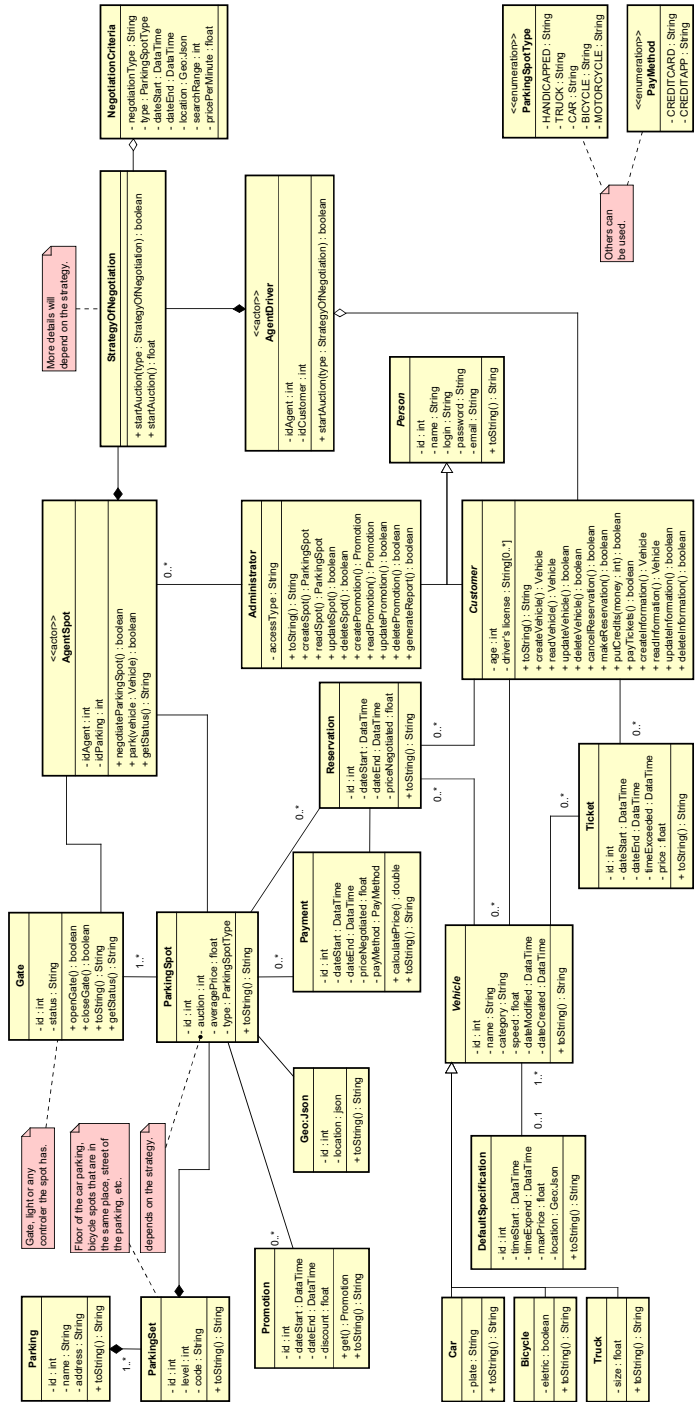 Parking
- id : int
- name : String
- address : String
+ toString() : String
1..*
ParkingSet
- id : int
- level : int
- code : String
+ toString() : String
Gate, light or any
controler the spot has.
Floor of the car parking,
bicycle spots that are in
the same place, street of
the parking, etc.
depends on the strategy.
Gate
- id : int
- status : String
+ openGate() : boolean
+ closeGate() : boolean
+ toString() : String
+ getStatus() : String
1..*
ParkingSpot
- id : int
- auction : int
- averagePrice : float
- type : ParkingSpotType
+ toString() : String
<<actor>>
AgentSpot
- idAgent : int
- idParking : int
+ negotiateParkingSpot() : boolean
+ park(vehicle : Vehicle) : boolean
+ getStatus() : String
0..*
More details will
depend on the strategy.
StrategyOfNegotiation
+ startAuction(type : StrategyOfNegotiation) : boolean
+ startAuction() : float
NegotiationCriteria
- negotiationType : String
- type : ParkingSpotType
- dateStart : DataTime
- dateEnd : DataTime
- location : Geo:Json
- searchRange : int
- pricePerMinute : float
<<actor>>
AgentDriver
- idAgent : int
- idCustomer : int
+ startAuction(type : StrategyOfNegotiation) : boolean
Promotion
- id : int
- dateStart : DataTime
- dateEnd : DataTime
- discount : float
+ get() : Promotion
+ toString() : String
0..*
Geo:Json
- id : int
- location : json
+ toString() : String
0..*
Payment
- id : int
- dateStart : DataTime
- dateEnd : DataTime
- priceNegotiated : float
- payMethod : PayMethod
+ calculatePrice() : double
+ toString() : String
0..*
Reservation
- id : int
- dateStart : DataTime
- dateEnd : DataTime
- priceNegotiated : float
+ toString() : String
0..*
0..*
Administrator
- accessType : String
+ toString() : String
+ createSpot() : ParkingSpot
+ readSpot() : ParkingSpot
+ updateSpot() : boolean
+ deleteSpot() : boolean
+ createPromotion() : Promotion
+ readPromotion() : Promotion
+ updatePromotion() : boolean
+ deletePromotion() : boolean
+ generateReport() : boolean
Person
- id : int
- name : String
- login : String
- password : String
- email : String
+ toString() : String
Car
- plate : String
+ toString() : String
Bicycle
- eletric : boolean
+ toString() : String
Truck
- size : float
+ toString() : String
DefaultSpecification
- id : int
- timeStart : DataTime
- timeExpend : DataTime
- maxPrice : float
- location : Geo:Json
+ toString() : String
0..1
1..*
Vehicle
- id : int
- name : String
- category : String
- speed : float
- dateModified : DataTime
- dateCreated : DataTime
+ toString() : String
0..*
Ticket
- id : int
- dateStart : DataTime
- dateEnd : DataTime
- timeExceeded : DataTime
- price : float
+ toString() : String
0..*
0..*
Customer
- age : int
- driver's license : String[0..*]
+ toString() : String
+ createVehicle() : Vehicle
+ readVehicle() : Vehicle
+ updateVehicle() : boolean
+ deleteVehicle() : boolean
+ cancelReservation() : boolean
+ makeReservation() : boolean
+ putCredits(money : int) : boolean
+ payTickets() : boolean
+ createInformation() : Vehicle
+ readInformation() : Vehicle
+ updateInformation() : boolean
+ deleteInformation() : boolean
Others can
be used.
<<enumeration>>
ParkingSpotType
- HANDICAPPED : String
- TRUCK : String
- CAR : String
- BICYCLE : String
- MOTORCYCLE : String
<<enumeration>>
PayMethod
- CREDITCARD : String
- CREDITAPP : String